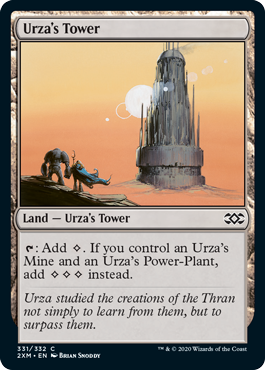 Urza's Tower
Land — Urza's Tower
: Add . If you control an Urza's
Mine and an Urza's Power-Plant,
add instead.
Urza studied the creations of the Thran
not simply to learn from them, but to
surpass them.
331/332 C
2XM • EN Brian Snoddy
™ & © 2020 Wizards of the Coast